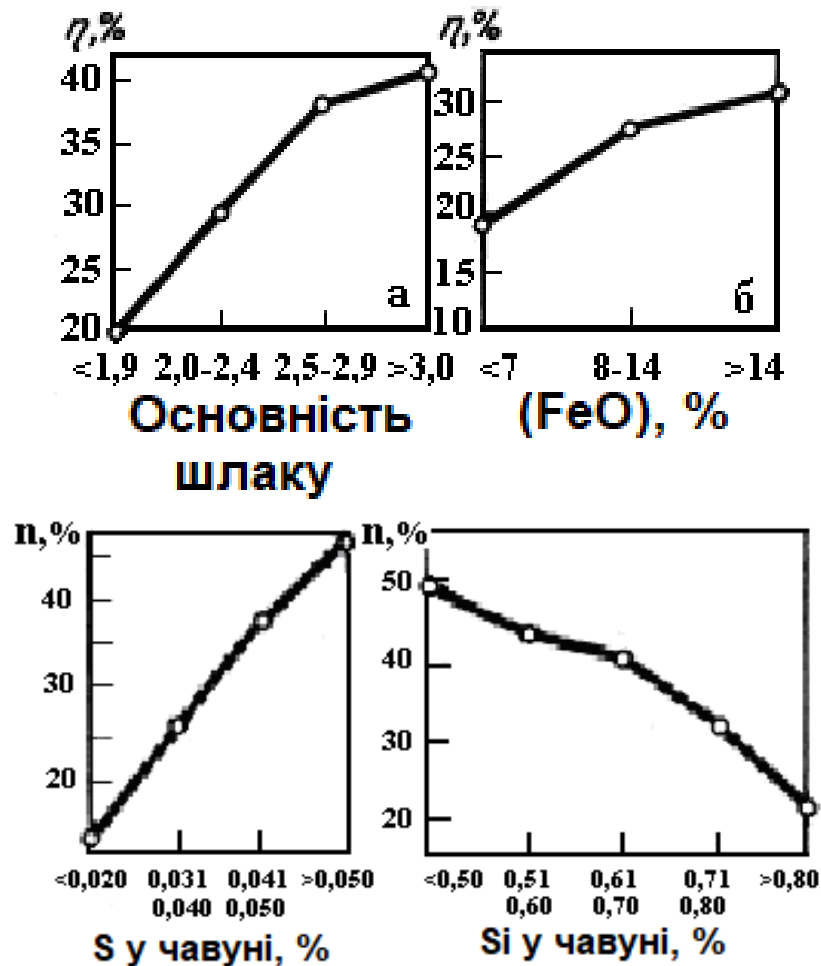 η,%
40
35
30
25
20
а
<1,9 2,0-2,4 2,5-2,9 >3,0
Основність
шлаку
η,%
30
25
20
15
10
б
<7 8-14 >14
(FeO), %
n,%
40
30
20
<0,020 0,031 0,041 >0,050
0,040 0,050
S у чавуні, %
n,%
50
40
30
20
<0,50 0,51 0,61 0,71 >0,80
0,60 0,70 0,80
Si у чавуні, %